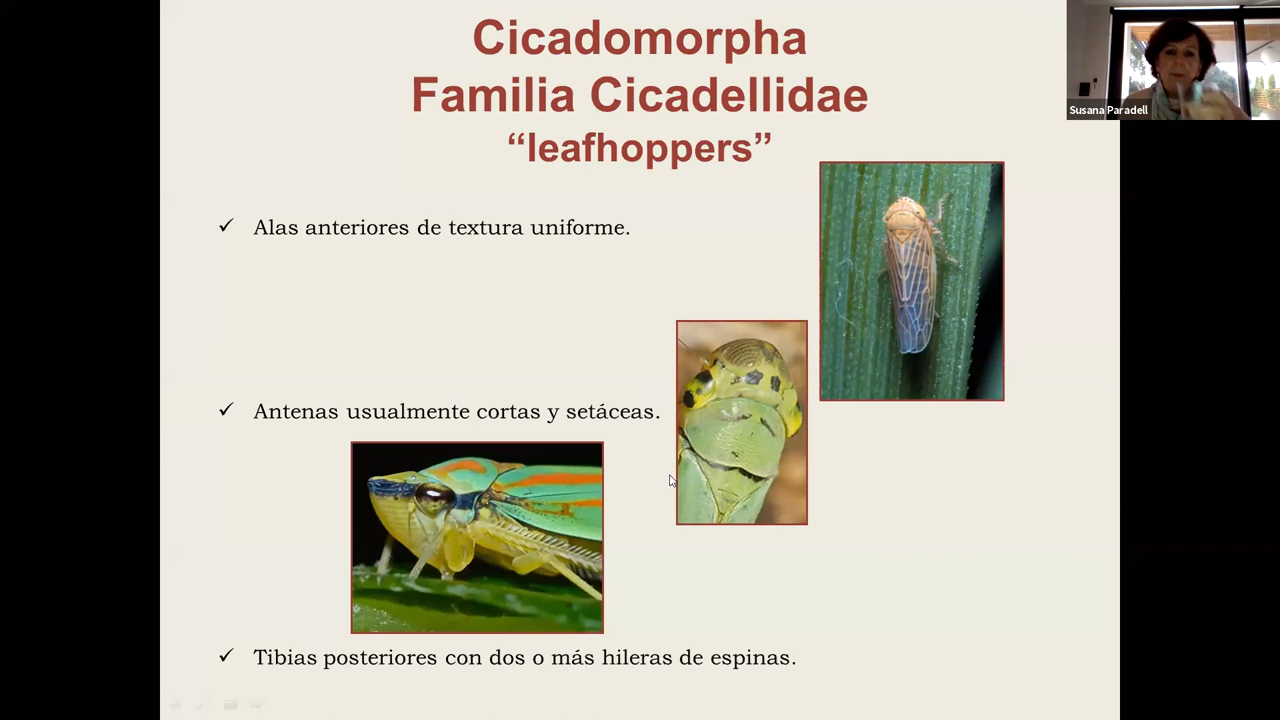 Cicadomorpha
Familia Cicadellidae
“leafhoppers”
Susana Paradell
✓ Alas anteriores de textura uniforme.
✓ Antenas usualmente cortas y setáceas.
✓ Tibias posteriores con dos o más hileras de espinas.